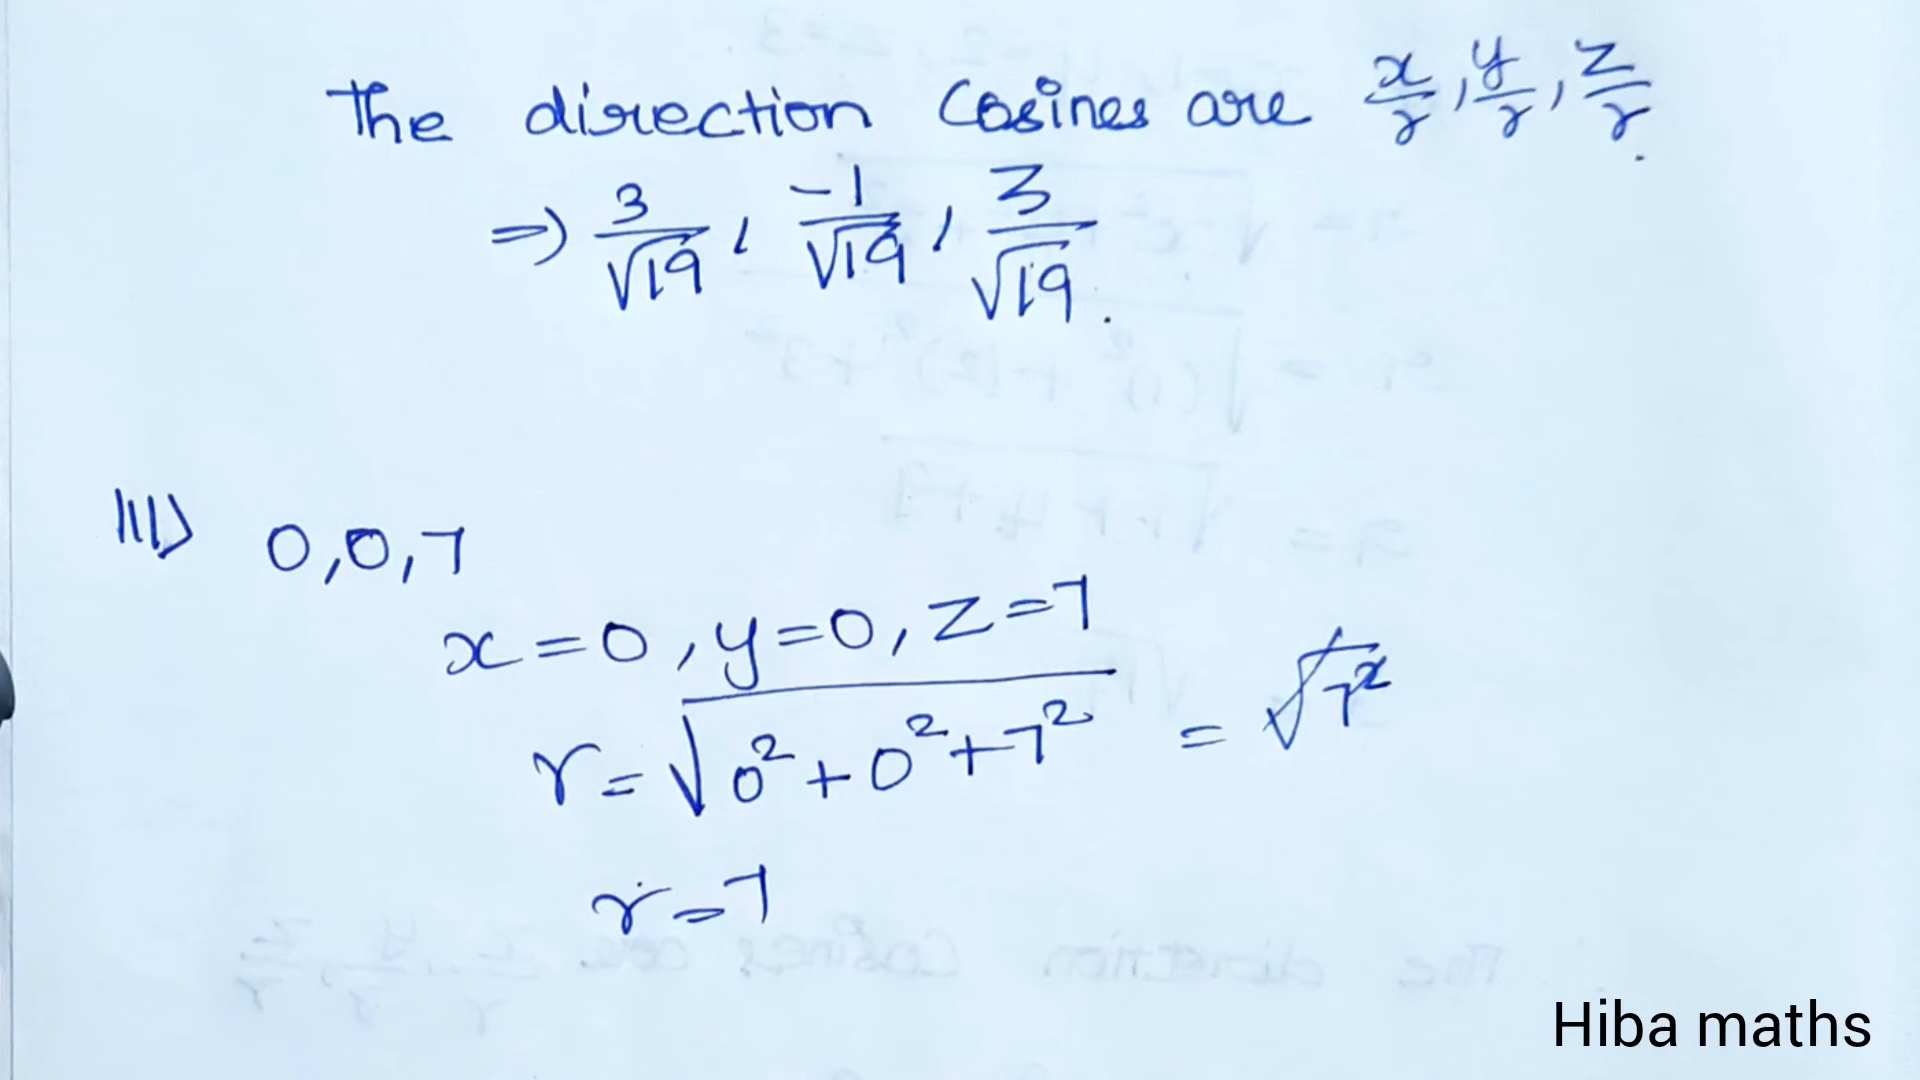 The direction Cosines are x/r, y/r, z/r.
⇒ 3/√19, -1/√19, 3/√19.
III) 0,0,7
x=0, y=0, z=7
r = √0²+0²+7² = √7²
r=7
Hiba maths